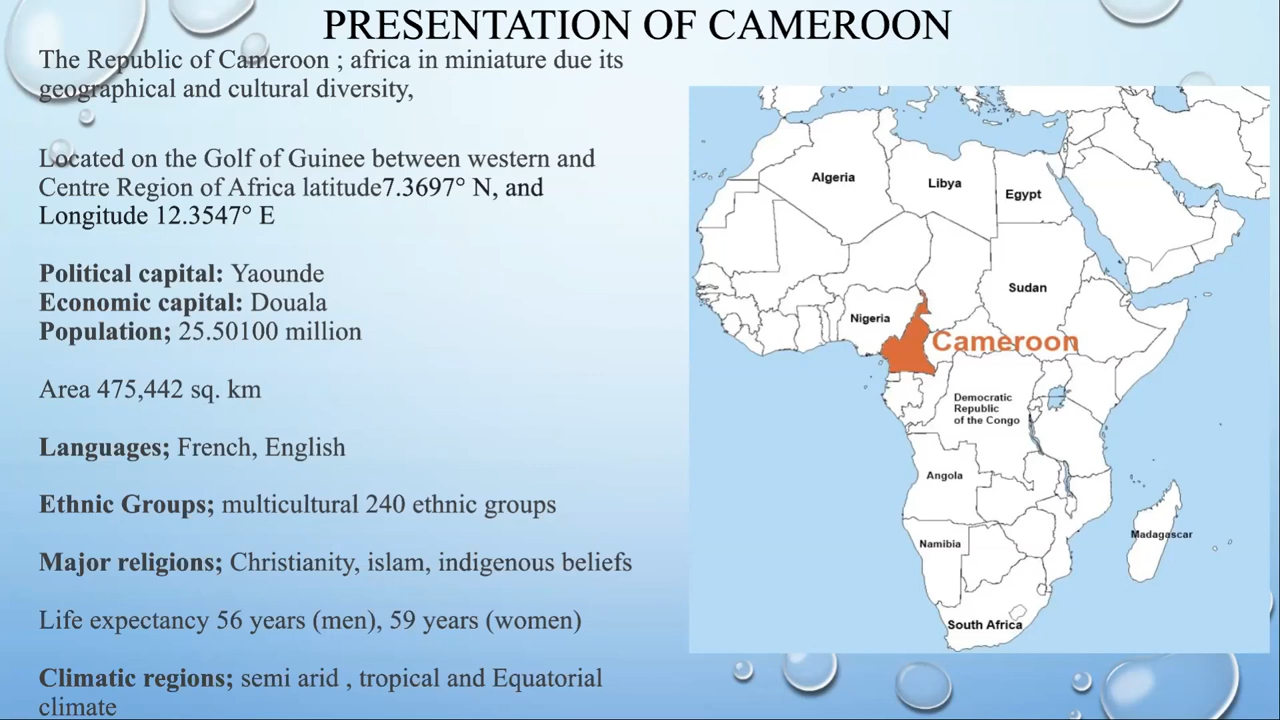 PRESENTATION OF CAMEROON
The Republic of Cameroon ; africa in miniature due its
geographical and cultural diversity,
Located on the Golf of Guinee between western and
Centre Region of Africa latitude7.3697° N, and
Longitude 12.3547° E
Political capital: Yaounde
Economic capital: Douala
Population; 25.50100 million
Area 475,442 sq. km
Languages; French, English
Ethnic Groups; multicultural 240 ethnic groups
Major religions; Christianity, islam, indigenous beliefs
Life expectancy 56 years (men), 59 years (women)
Climatic regions; semi arid , tropical and Equatorial
climate
Algeria
Libya
Egypt
Sudan
Nigeria
Cameroon
Democratic
Republic
of the Congo
Angola
Namibia
Madagascar
South Africa